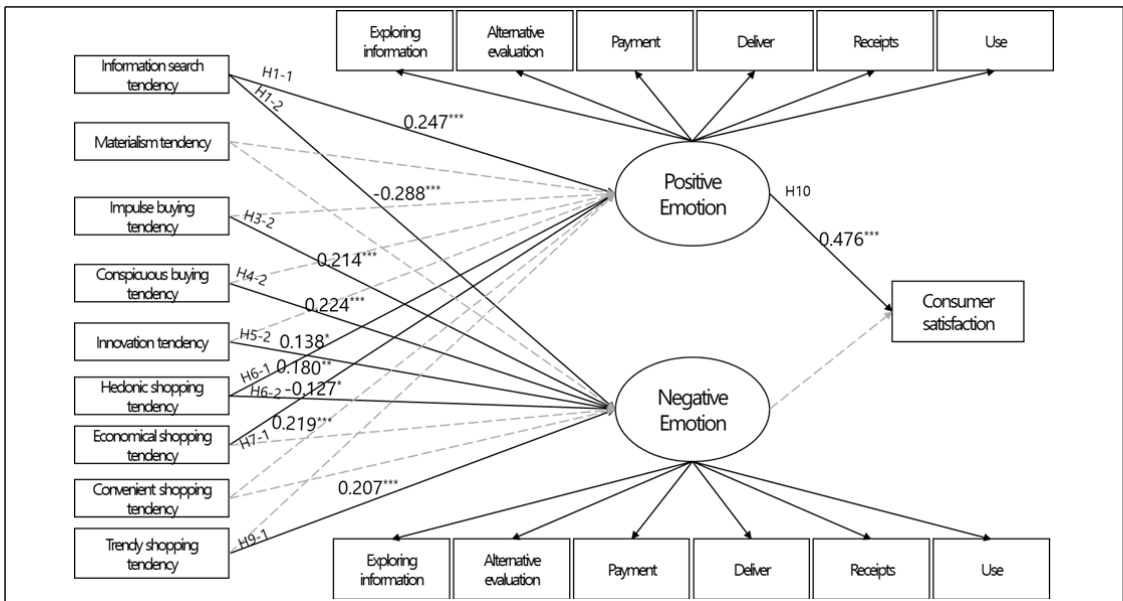 Exploring
information
Alternative
evaluation
Payment
Deliver
Receipts
Use
Information search
tendency
H1-1
H1-2
0.247***
Materialism tendency
-0.288***
Positive
Emotion
H10
0.476***
Impulse buying
tendency
H3-2
0.214***
Conspicuous buying
tendency
H4-2
0.224***
Consumer
satisfaction
Innovation tendency
H5-2
0.138*
Hedonic shopping
tendency
H6-1
0.180**
H6-2
-0.127*
Negative
Emotion
Economical shopping
tendency
H7-1
0.219***
Convenient shopping
tendency
0.207***
Trendy shopping
tendency
H9-1
Exploring
information
Alternative
evaluation
Payment
Deliver
Receipts
Use